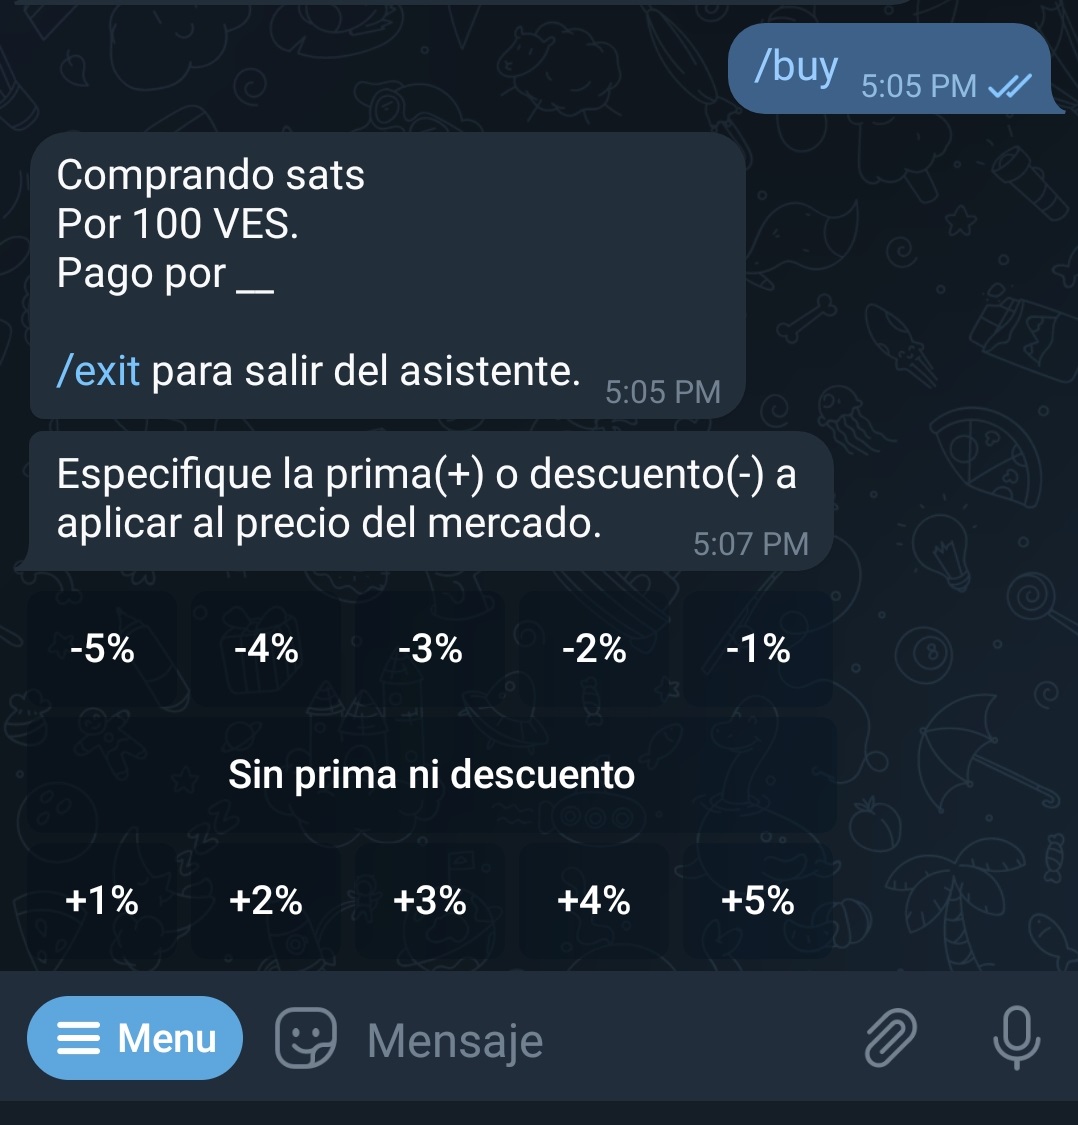 /buy 5:05 PM
Comprando sats
Por 100 VES.
Pago por __
/exit para salir del asistente. 5:05 PM
Especifique la prima(+) o descuento(-) a
aplicar al precio del mercado. 5:07 PM
-5% -4% -3% -2% -1%
Sin prima ni descuento
+1% +2% +3% +4% +5%
Menu Mensaje